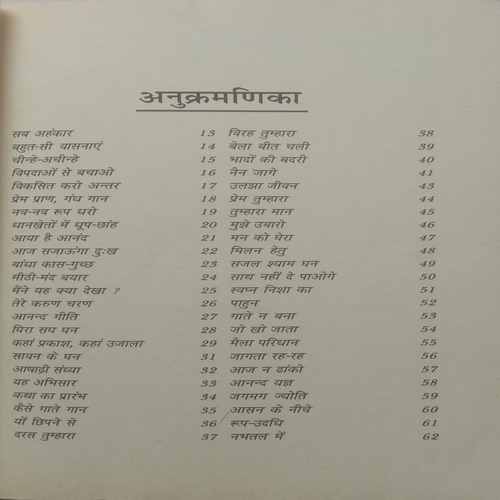 अनुक्रमणिका
सब अहंकार 13
बहुत-सी वासनाएं 14
चीन्हे-अचीन्हे 15
विपदाओं से बचाओ 16
विकसित करो अन्तर 17
प्रेम प्राण, गंध गान 18
नव-नव रूप धरो 19
धानखेतों में धूप-छांह 20
आया है आनंद 21
आज सजाऊंगा दुःख 22
बांधा कास-गुच्छ 23
मीठी-मंद बयार 24
मैंने यह क्या देखा ? 25
तेरे करुण चरण 26
आनन्द गीति 27
घिरा सघ घन 28
कहां प्रकाश, कहां उजाला 29
सावन के घन 31
आषाढ़ी संध्या 32
यह अभिसार 33
कथा का प्रारंभ 34
कैसे गाते गान 35
यों छिपने से 36
दरस तुम्हारा 37
विरह तुम्हारा 38
बेला बीत चली 39
भादों की बदरी 40
नैन जागे 41
उलझा जीवन 43
प्रेम तुम्हारा 44
तुम्हारा मान 45
मुझे उबारो 46
मन को घेरा 47
मिलन हेतु 48
सजल श्याम घन 49
साथ नहीं दे पाओगे 50
स्वप्न निशा का 51
पाहुन 52
गाते न बना 53
जो खो जाता 54
मैला परिधान 55
जागता रह-रह 56
आज न ढांको 57
आनन्द यज्ञ 58
जगमग ज्योति 59
आसन के नीचे 60
रूप-उदधि 61
नभतल में 62